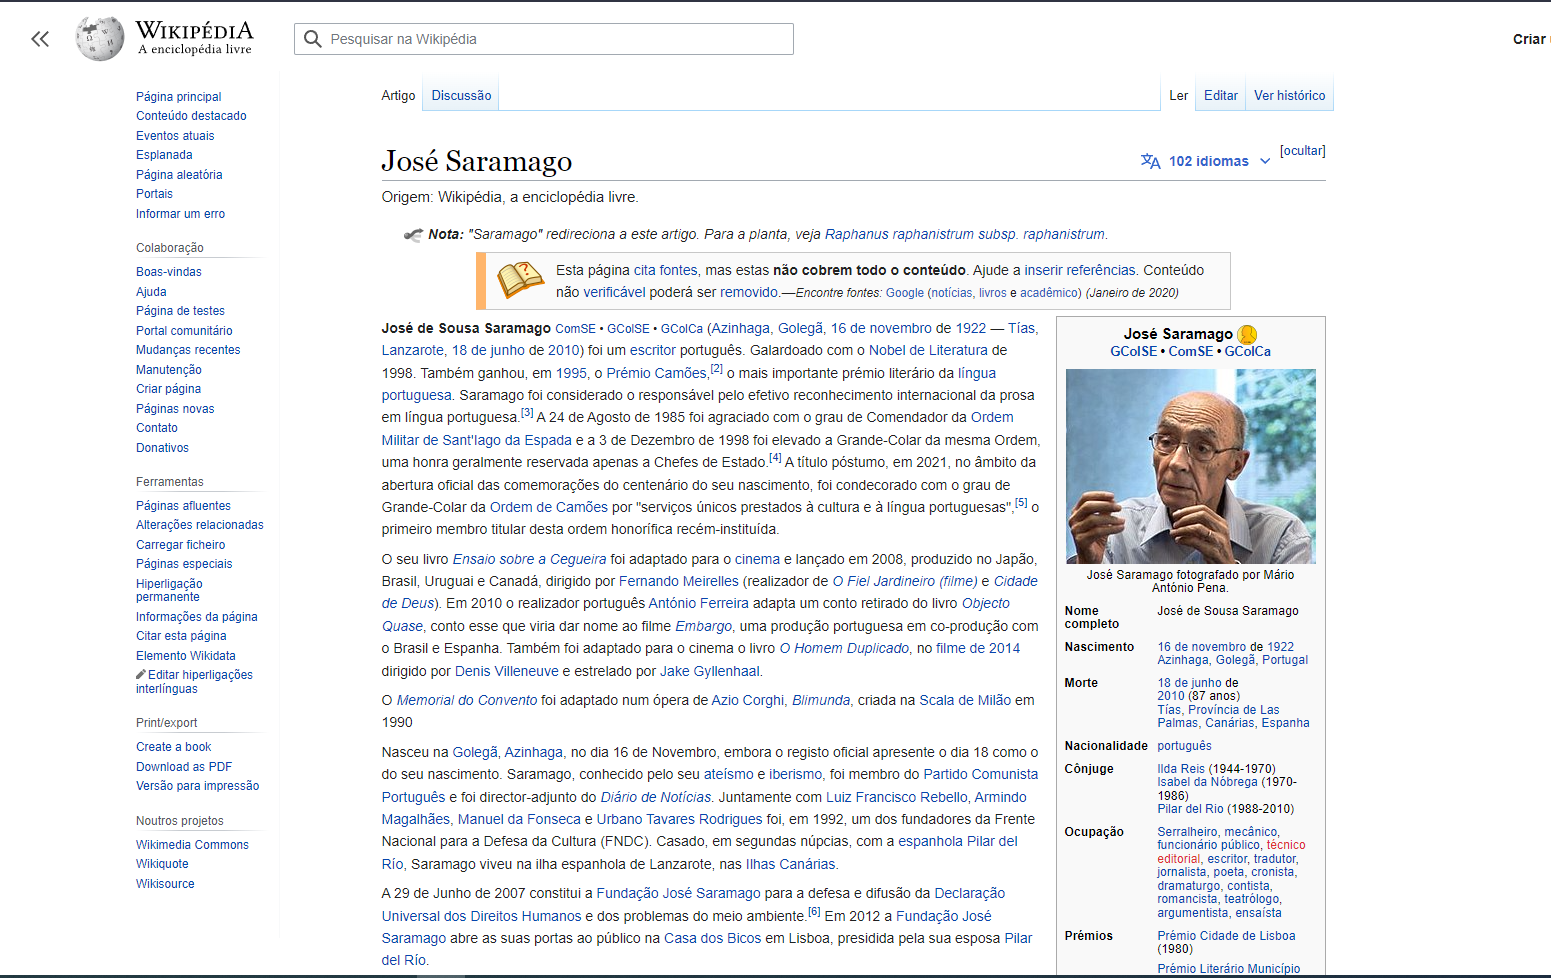 WIKIPÉDIA
A enciclopédia livre
Pesquisar na Wikipédia
Criar
Página principal
Conteúdo destacado
Eventos atuais
Esplanada
Página aleatória
Portais
Informar um erro
Colaboração
Boas-vindas
Ajuda
Página de testes
Portal comunitário
Mudanças recentes
Manutenção
Criar página
Páginas novas
Contato
Donativos
Ferramentas
Páginas afluentes
Alterações relacionadas
Carregar ficheiro
Páginas especiais
Hiperligação
permanente
Informações da página
Citar esta página
Elemento Wikidata
Editar hiperligações
interlínguas
Print/export
Create a book
Download as PDF
Versão para impressão
Noutros projetos
Wikimedia Commons
Wikiquote
Wikisource
Artigo Discussão Ler Editar Ver histórico
José Saramago 102 idiomas [ocultar]
Origem: Wikipédia, a enciclopédia livre.
Nota: "Saramago" redireciona a este artigo. Para a planta, veja Raphanus raphanistrum subsp. raphanistrum.
Esta página cita fontes, mas estas não cobrem todo o conteúdo. Ajude a inserir referências. Conteúdo
não verificável poderá ser removido.—Encontre fontes: Google (notícias, livros e acadêmico) (Janeiro de 2020)
José de Sousa Saramago ComSE • GColSE • GColCa (Azinhaga, Golegã, 16 de novembro de 1922 — Tías,
Lanzarote, 18 de junho de 2010) foi um escritor português. Galardoado com o Nobel de Literatura de
1998. Também ganhou, em 1995, o Prémio Camões,[2] o mais importante prémio literário da língua
portuguesa. Saramago foi considerado o responsável pelo efetivo reconhecimento internacional da prosa
em língua portuguesa.[3] A 24 de Agosto de 1985 foi agraciado com o grau de Comendador da Ordem
Militar de Sant'Iago da Espada e a 3 de Dezembro de 1998 foi elevado a Grande-Colar da mesma Ordem,
uma honra geralmente reservada apenas a Chefes de Estado.[4] A título póstumo, em 2021, no âmbito da
abertura oficial das comemorações do centenário do seu nascimento, foi condecorado com o grau de
Grande-Colar da Ordem de Camões por "serviços únicos prestados à cultura e à língua portuguesas",[5] o
primeiro membro titular desta ordem honorífica recém-instituída.
O seu livro Ensaio sobre a Cegueira foi adaptado para o cinema e lançado em 2008, produzido no Japão,
Brasil, Uruguai e Canadá, dirigido por Fernando Meirelles (realizador de O Fiel Jardineiro (filme) e Cidade
de Deus). Em 2010 o realizador português António Ferreira adapta um conto retirado do livro Objecto
Quase, conto esse que viria dar nome ao filme Embargo, uma produção portuguesa em co-produção com
o Brasil e Espanha. Também foi adaptado para o cinema o livro O Homem Duplicado, no filme de 2014
dirigido por Denis Villeneuve e estrelado por Jake Gyllenhaal.
O Memorial do Convento foi adaptado num ópera de Azio Corghi, Blimunda, criada na Scala de Milão em
1990
Nasceu na Golegã, Azinhaga, no dia 16 de Novembro, embora o registo oficial apresente o dia 18 como o
do seu nascimento. Saramago, conhecido pelo seu ateísmo e iberismo, foi membro do Partido Comunista
Português e foi director-adjunto do Diário de Notícias. Juntamente com Luiz Francisco Rebello, Armindo
Magalhães, Manuel da Fonseca e Urbano Tavares Rodrigues foi, em 1992, um dos fundadores da Frente
Nacional para a Defesa da Cultura (FNDC). Casado, em segundas núpcias, com a espanhola Pilar del
Río, Saramago viveu na ilha espanhola de Lanzarote, nas Ilhas Canárias.
A 29 de Junho de 2007 constitui a Fundação José Saramago para a defesa e difusão da Declaração
Universal dos Direitos Humanos e dos problemas do meio ambiente.[6] Em 2012 a Fundação José
Saramago abre as suas portas ao público na Casa dos Bicos em Lisboa, presidida pela sua esposa Pilar
del Río.
José Saramago
GColSE • ComSE • GColCa
José Saramago fotografado por Mário
António Pena.
Nome José de Sousa Saramago
completo
Nascimento 16 de novembro de 1922
Azinhaga, Golegã, Portugal
Morte 18 de junho de
2010 (87 anos)
Tías, Província de Las
Palmas, Canárias, Espanha
Nacionalidade português
Cônjuge Ilda Reis (1944-1970)
Isabel da Nóbrega (1970-
1986)
Pilar del Rio (1988-2010)
Ocupação Serralheiro, mecânico,
funcionário público, técnico
editorial, escritor, tradutor,
jornalista, poeta, cronista,
dramaturgo, contista,
romancista, teatrólogo,
argumentista, ensaísta
Prémios Prémio Cidade de Lisboa
(1980)
Prémio Literário Município